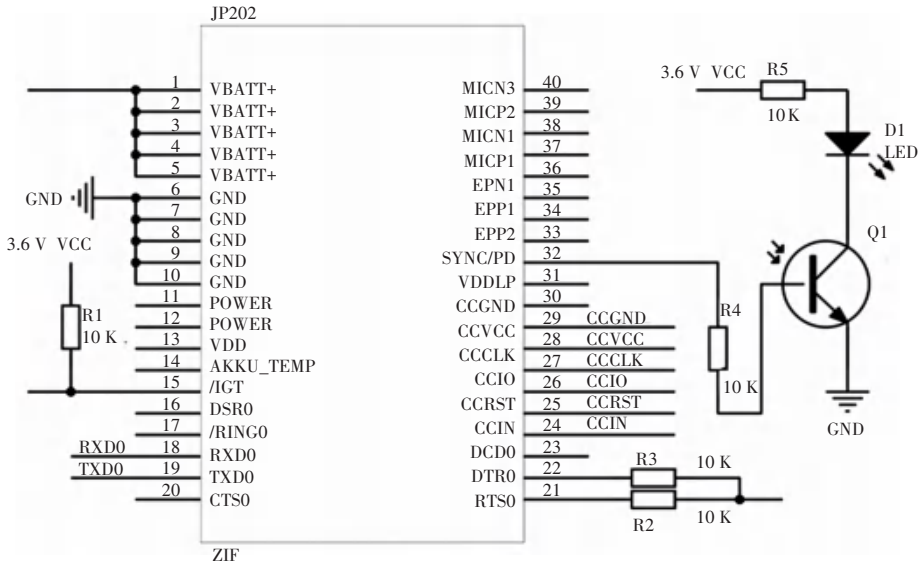 JP202
1 VBATT+
2 VBATT+
3 VBATT+
4 VBATT+
5 VBATT+
GND 6 GND
7 GND
8 GND
3.6 V VCC 9 GND
10 GND
11 POWER
R1
10 K
12 POWER
13 VDD
14 AKKU_TEMP
15 /IGT
16 DSR0
17 /RING0
RXD0 18 RXD0
TXD0 19 TXD0
20 CTS0
ZIF
MICN3 40
MICP2 39
MICN1 38
MICP1 37
EPN1 36
EPP1 35
34
EPP2 33
SYNC/PD 32
VDDLP 31
CCGND 30
CCVCC 29 CCGND
28 CCVCC
CCCLK 27 CCCLK
CCIO 26 CCIO
CCRST 25 CCRST
CCIN 24 CCIN
DCD0 23
DTR0 22
RTS0 21
R3 10 K
R2 10 K
R4
10 K
3.6 V VCC R5
10 K
D1
LED
Q1
GND